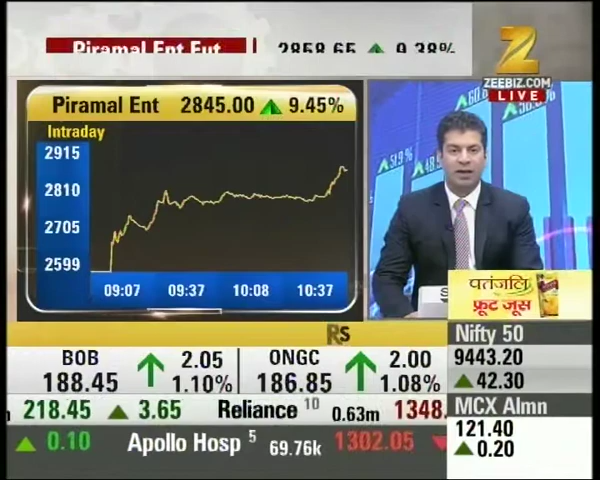 Piramal Ent Fut 2858.65 9.38%
Z
ZEEBIZ.COM
LIVE
Piramal Ent 2845.00 9.45%
Intraday
2915
2810
2705
2599
09:07 09:37 10:08 10:37
51.9 %
पतंजलि
फ्रूट जूस
RS
Nifty 50
9443.20
42.30
BOB 2.05
188.45 1.10%
ONGC 2.00
186.85 1.08%
MCX Almn
121.40
0.20
218.45 3.65 Reliance 10 0.63m 1348.
0.10 Apollo Hosp 5 69.76k 1302.05